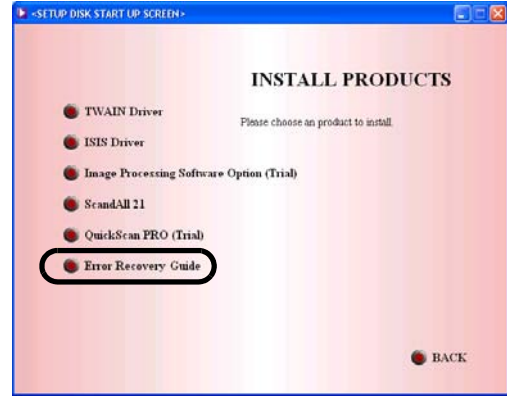 <SETUP DISK START UP SCREEN>
INSTALL PRODUCTS
Please choose an product to install.
TWAIN Driver
ISIS Driver
Image Processing Software Option (Trial)
ScandAll 21
QuickScan PRO (Trial)
Error Recovery Guide
BACK